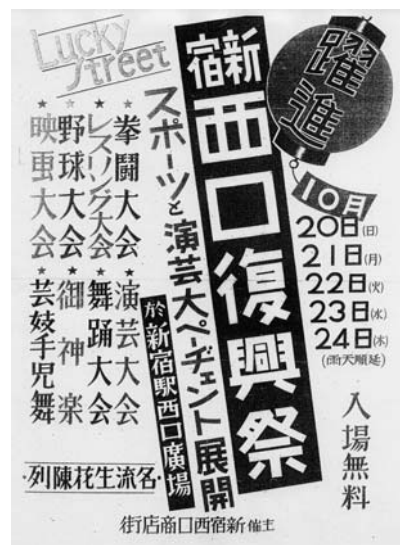 躍進
10月
20日(日)
21日(月)
22日(火)
23日(水)
24日(木)
(雨天順延)
入場無料
新宿西口復興祭
スポーツと演芸大ペーヂェント展開
於新宿駅西口廣場
Lucky Street
★拳闘大会★演芸大会
★レスリング大会★舞踊大会
★野球大会★御神楽
★映画大会★芸妓手児舞
・名流生花陳列・
主催 新宿西口商店街